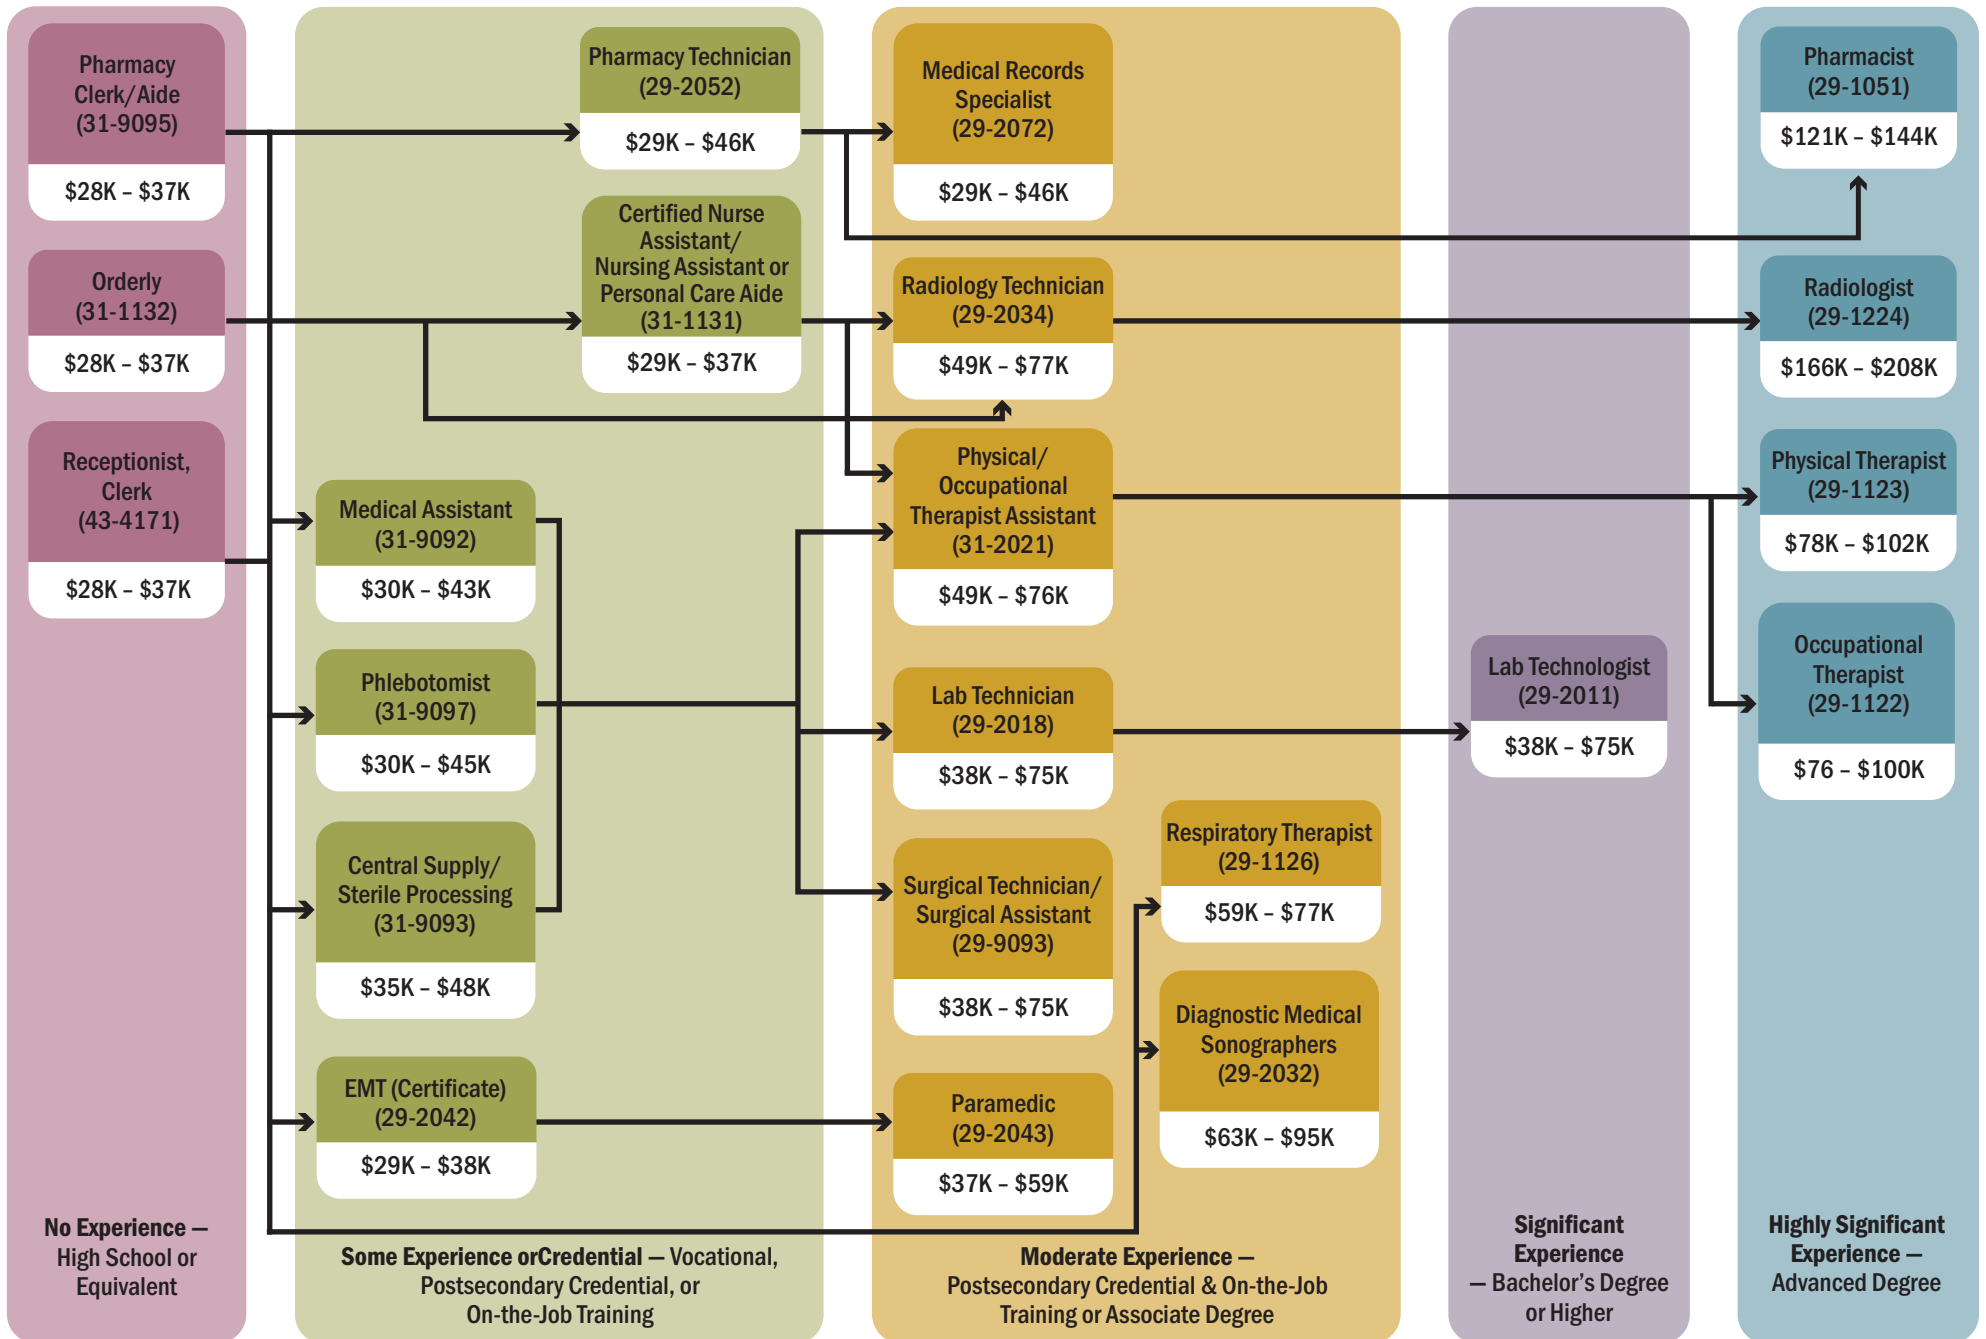 Pharmacy
Clerk/Aide
(31-9095)
$28K – $37K
Orderly
(31-1132)
$28K – $37K
Receptionist,
Clerk
(43-4171)
$28K – $37K
No Experience —
High School or
Equivalent
Pharmacy Technician
(29-2052)
$29K – $46K
Certified Nurse
Assistant/
Nursing Assistant or
Personal Care Aide
(31-1131)
$29K – $37K
Medical Assistant
(31-9092)
$30K – $43K
Phlebotomist
(31-9097)
$30K – $45K
Central Supply/
Sterile Processing
(31-9093)
$35K – $48K
EMT (Certificate)
(29-2042)
$29K – $38K
Some Experience orCredential — Vocational,
Postsecondary Credential, or
On-the-Job Training
Medical Records
Specialist
(29-2072)
$29K – $46K
Radiology Technician
(29-2034)
$49K – $77K
Physical/
Occupational
Therapist Assistant
(31-2021)
$49K – $76K
Lab Technician
(29-2018)
$38K – $75K
Surgical Technician/
Surgical Assistant
(29-9093)
$38K – $75K
Paramedic
(29-2043)
$37K – $59K
Respiratory Therapist
(29-1126)
$59K – $77K
Diagnostic Medical
Sonographers
(29-2032)
$63K – $95K
Moderate Experience —
Postsecondary Credential & On-the-Job
Training or Associate Degree
Lab Technologist
(29-2011)
$38K – $75K
Significant
Experience
— Bachelor’s Degree
or Higher
Pharmacist
(29-1051)
$121K – $144K
Radiologist
(29-1224)
$166K – $208K
Physical Therapist
(29-1123)
$78K – $102K
Occupational
Therapist
(29-1122)
$76 – $100K
Highly Significant
Experience —
Advanced Degree